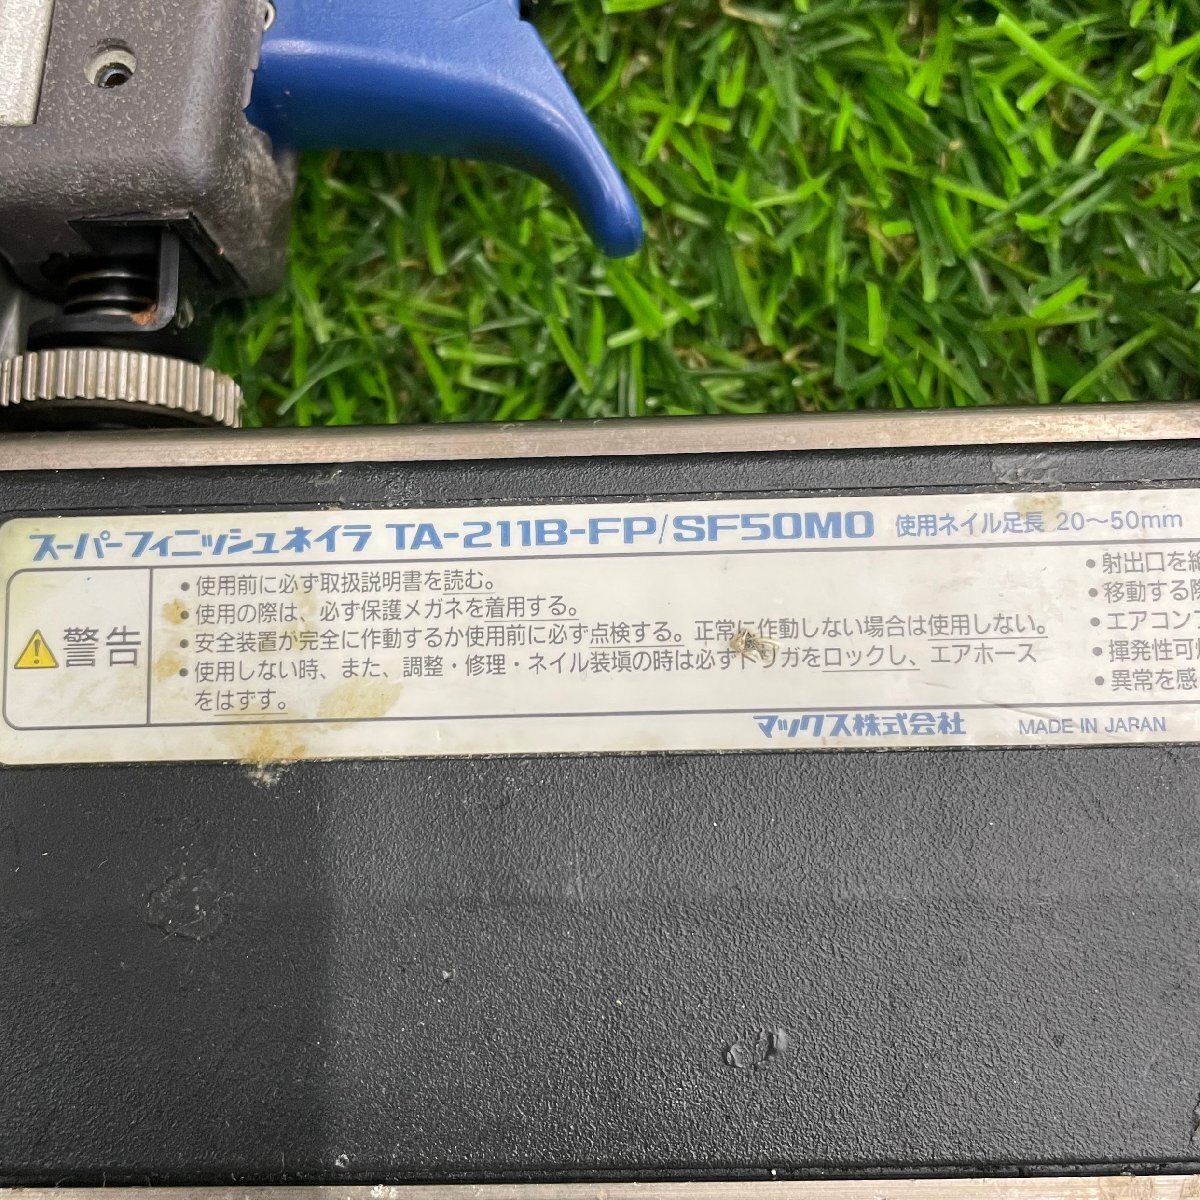 スーパーフィニッシュネイラ TA-211B-FP/SF50MO 使用ネイル足長 20〜50mm
警告
•使用前に必ず取扱説明書を読む。
•使用の際は、必ず保護メガネを着用する。
•安全装置が完全に作動するか使用前に必ず点検する。正常に作動しない場合は使用しない。
•使用しない時、また、調整・修理・ネイル装塡の時は必ずトリガをロックし、エアホース
をはずす。
•射出口を
•移動する際
•エアコン
•揮発性可
•異常を感
マックス株式会社 MADE IN JAPAN